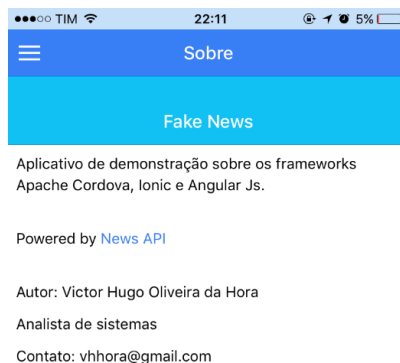 TIM 22:11 5%
Sobre
Fake News
Aplicativo de demonstração sobre os frameworks
Apache Cordova, Ionic e Angular Js.
Powered by News API
Autor: Victor Hugo Oliveira da Hora
Analista de sistemas
Contato: vhhora@gmail.com